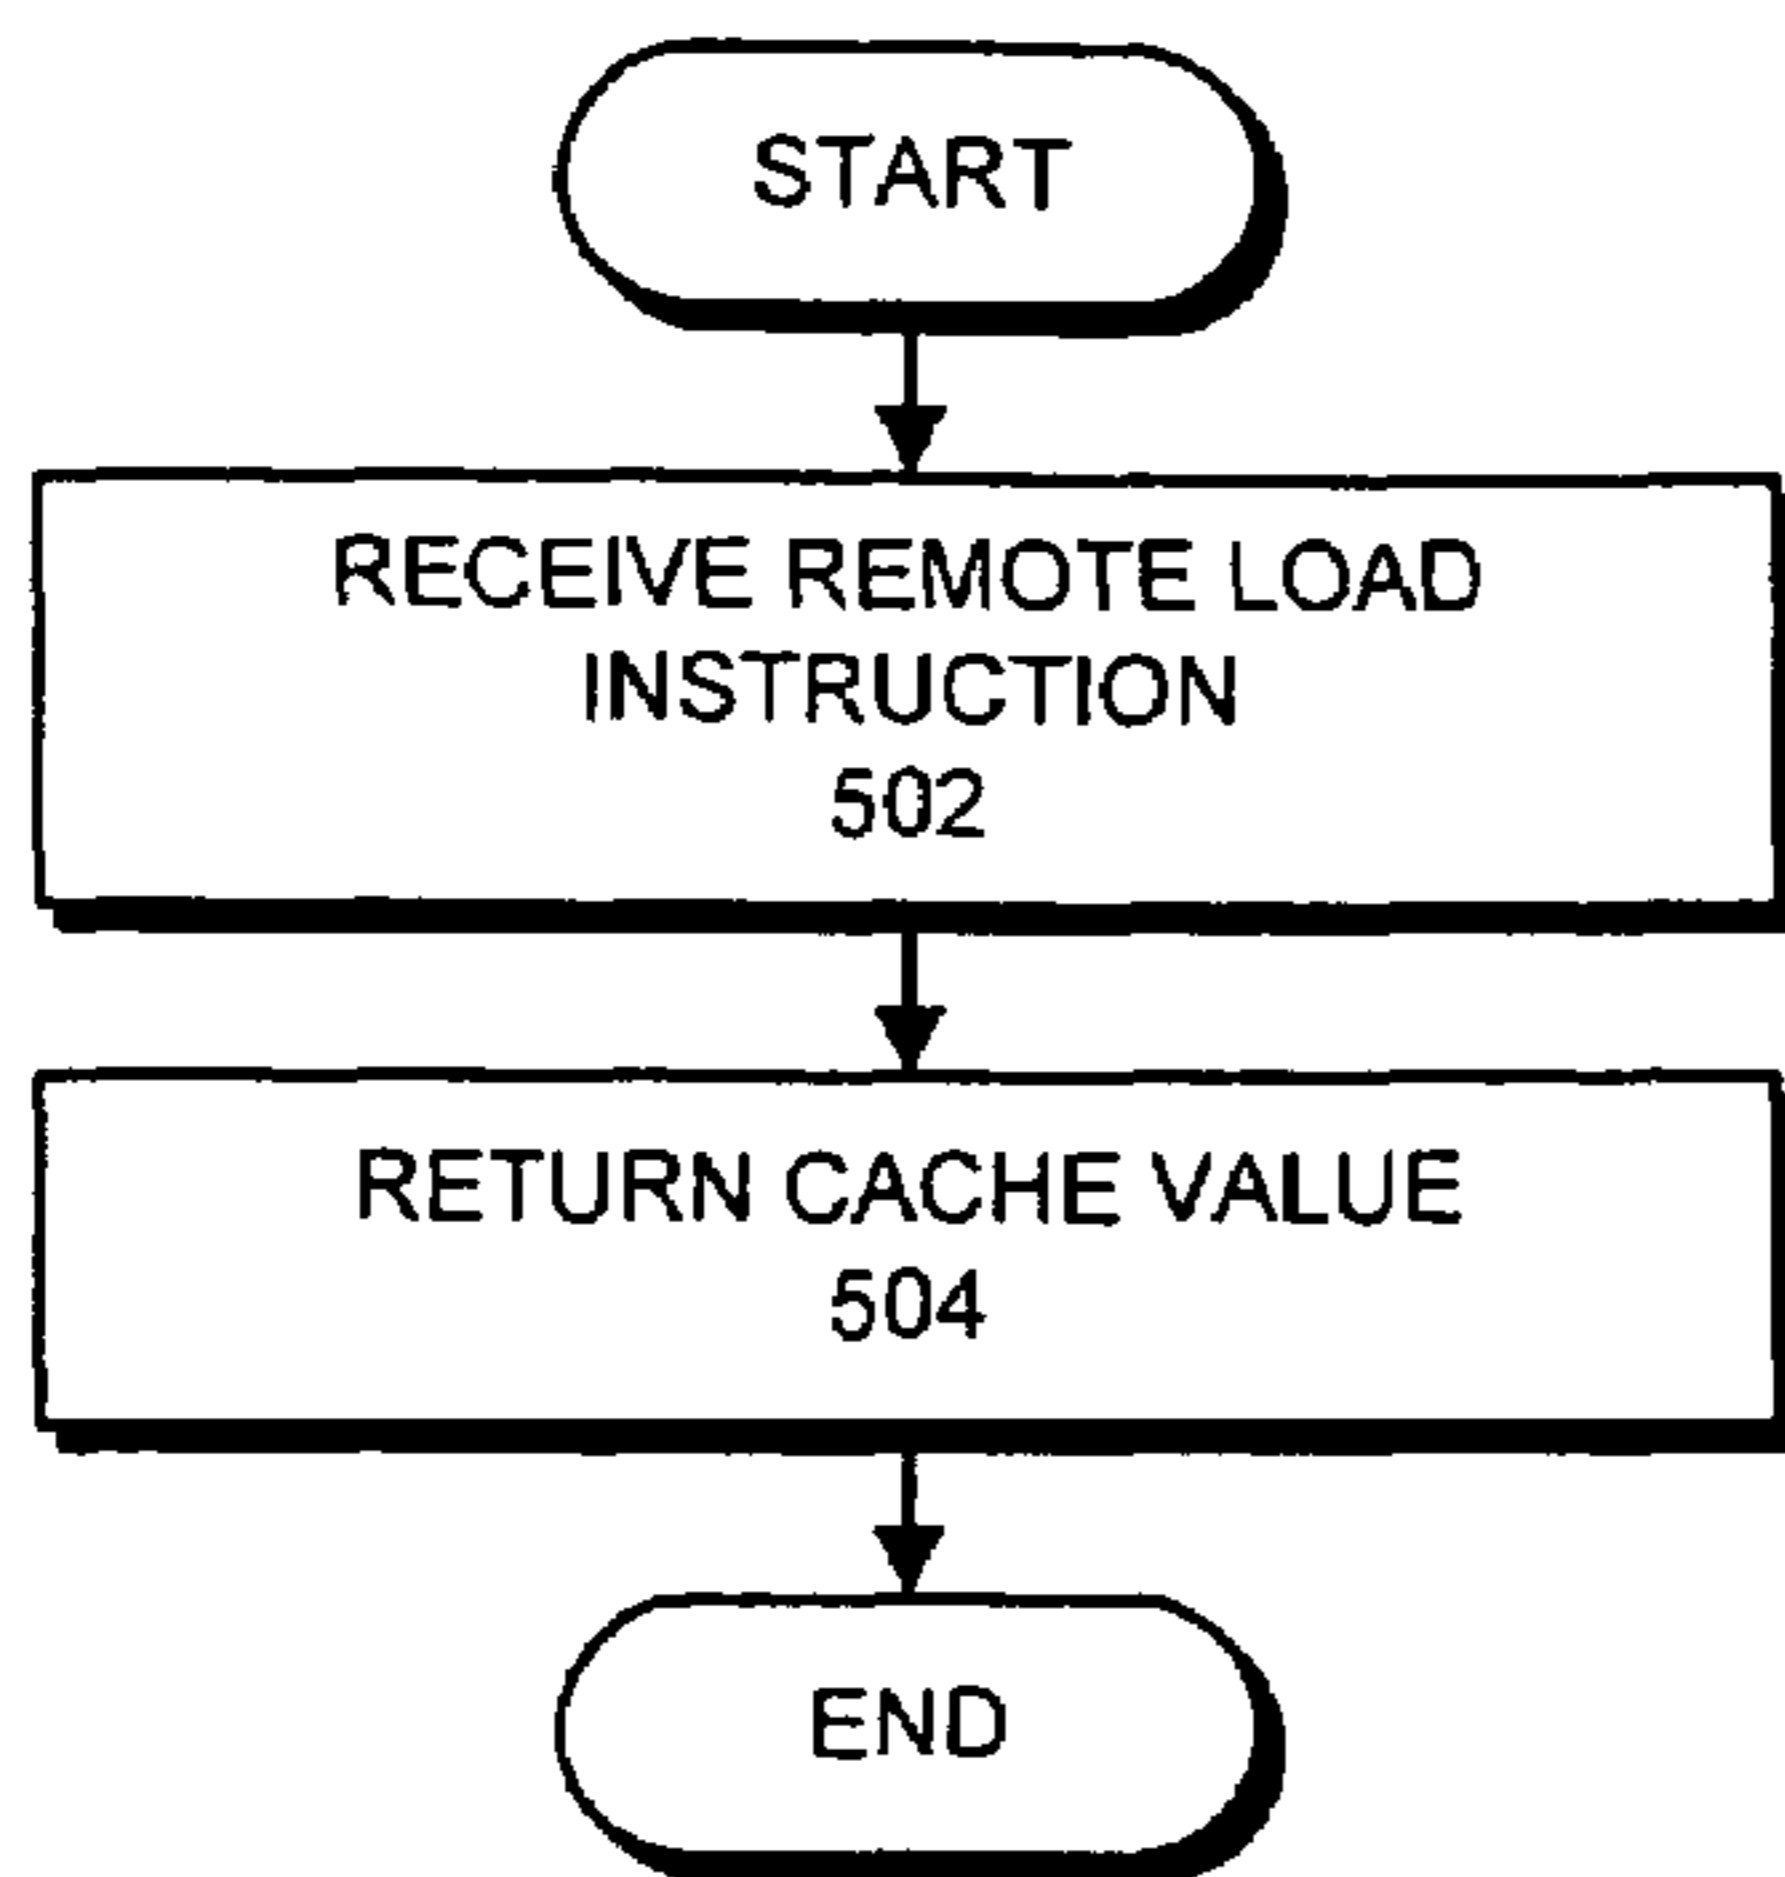 START
RECEIVE REMOTE LOAD
INSTRUCTION
502
RETURN CACHE VALUE
504
END